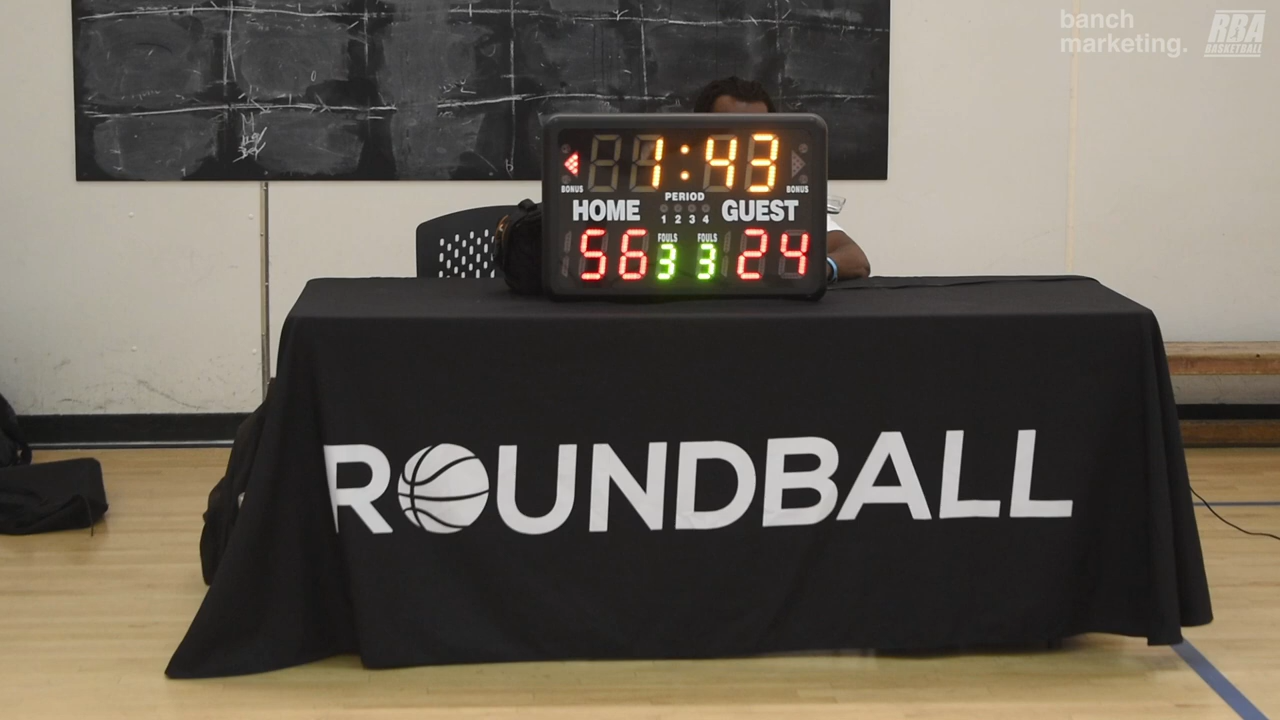 banch
marketing.
RBA
BASKETBALL
1:43
BONUS
BONUS
PERIOD
1 2 3 4
HOME
GUEST
FOULS
FOULS
56
3
3
24
ROUNDBALL